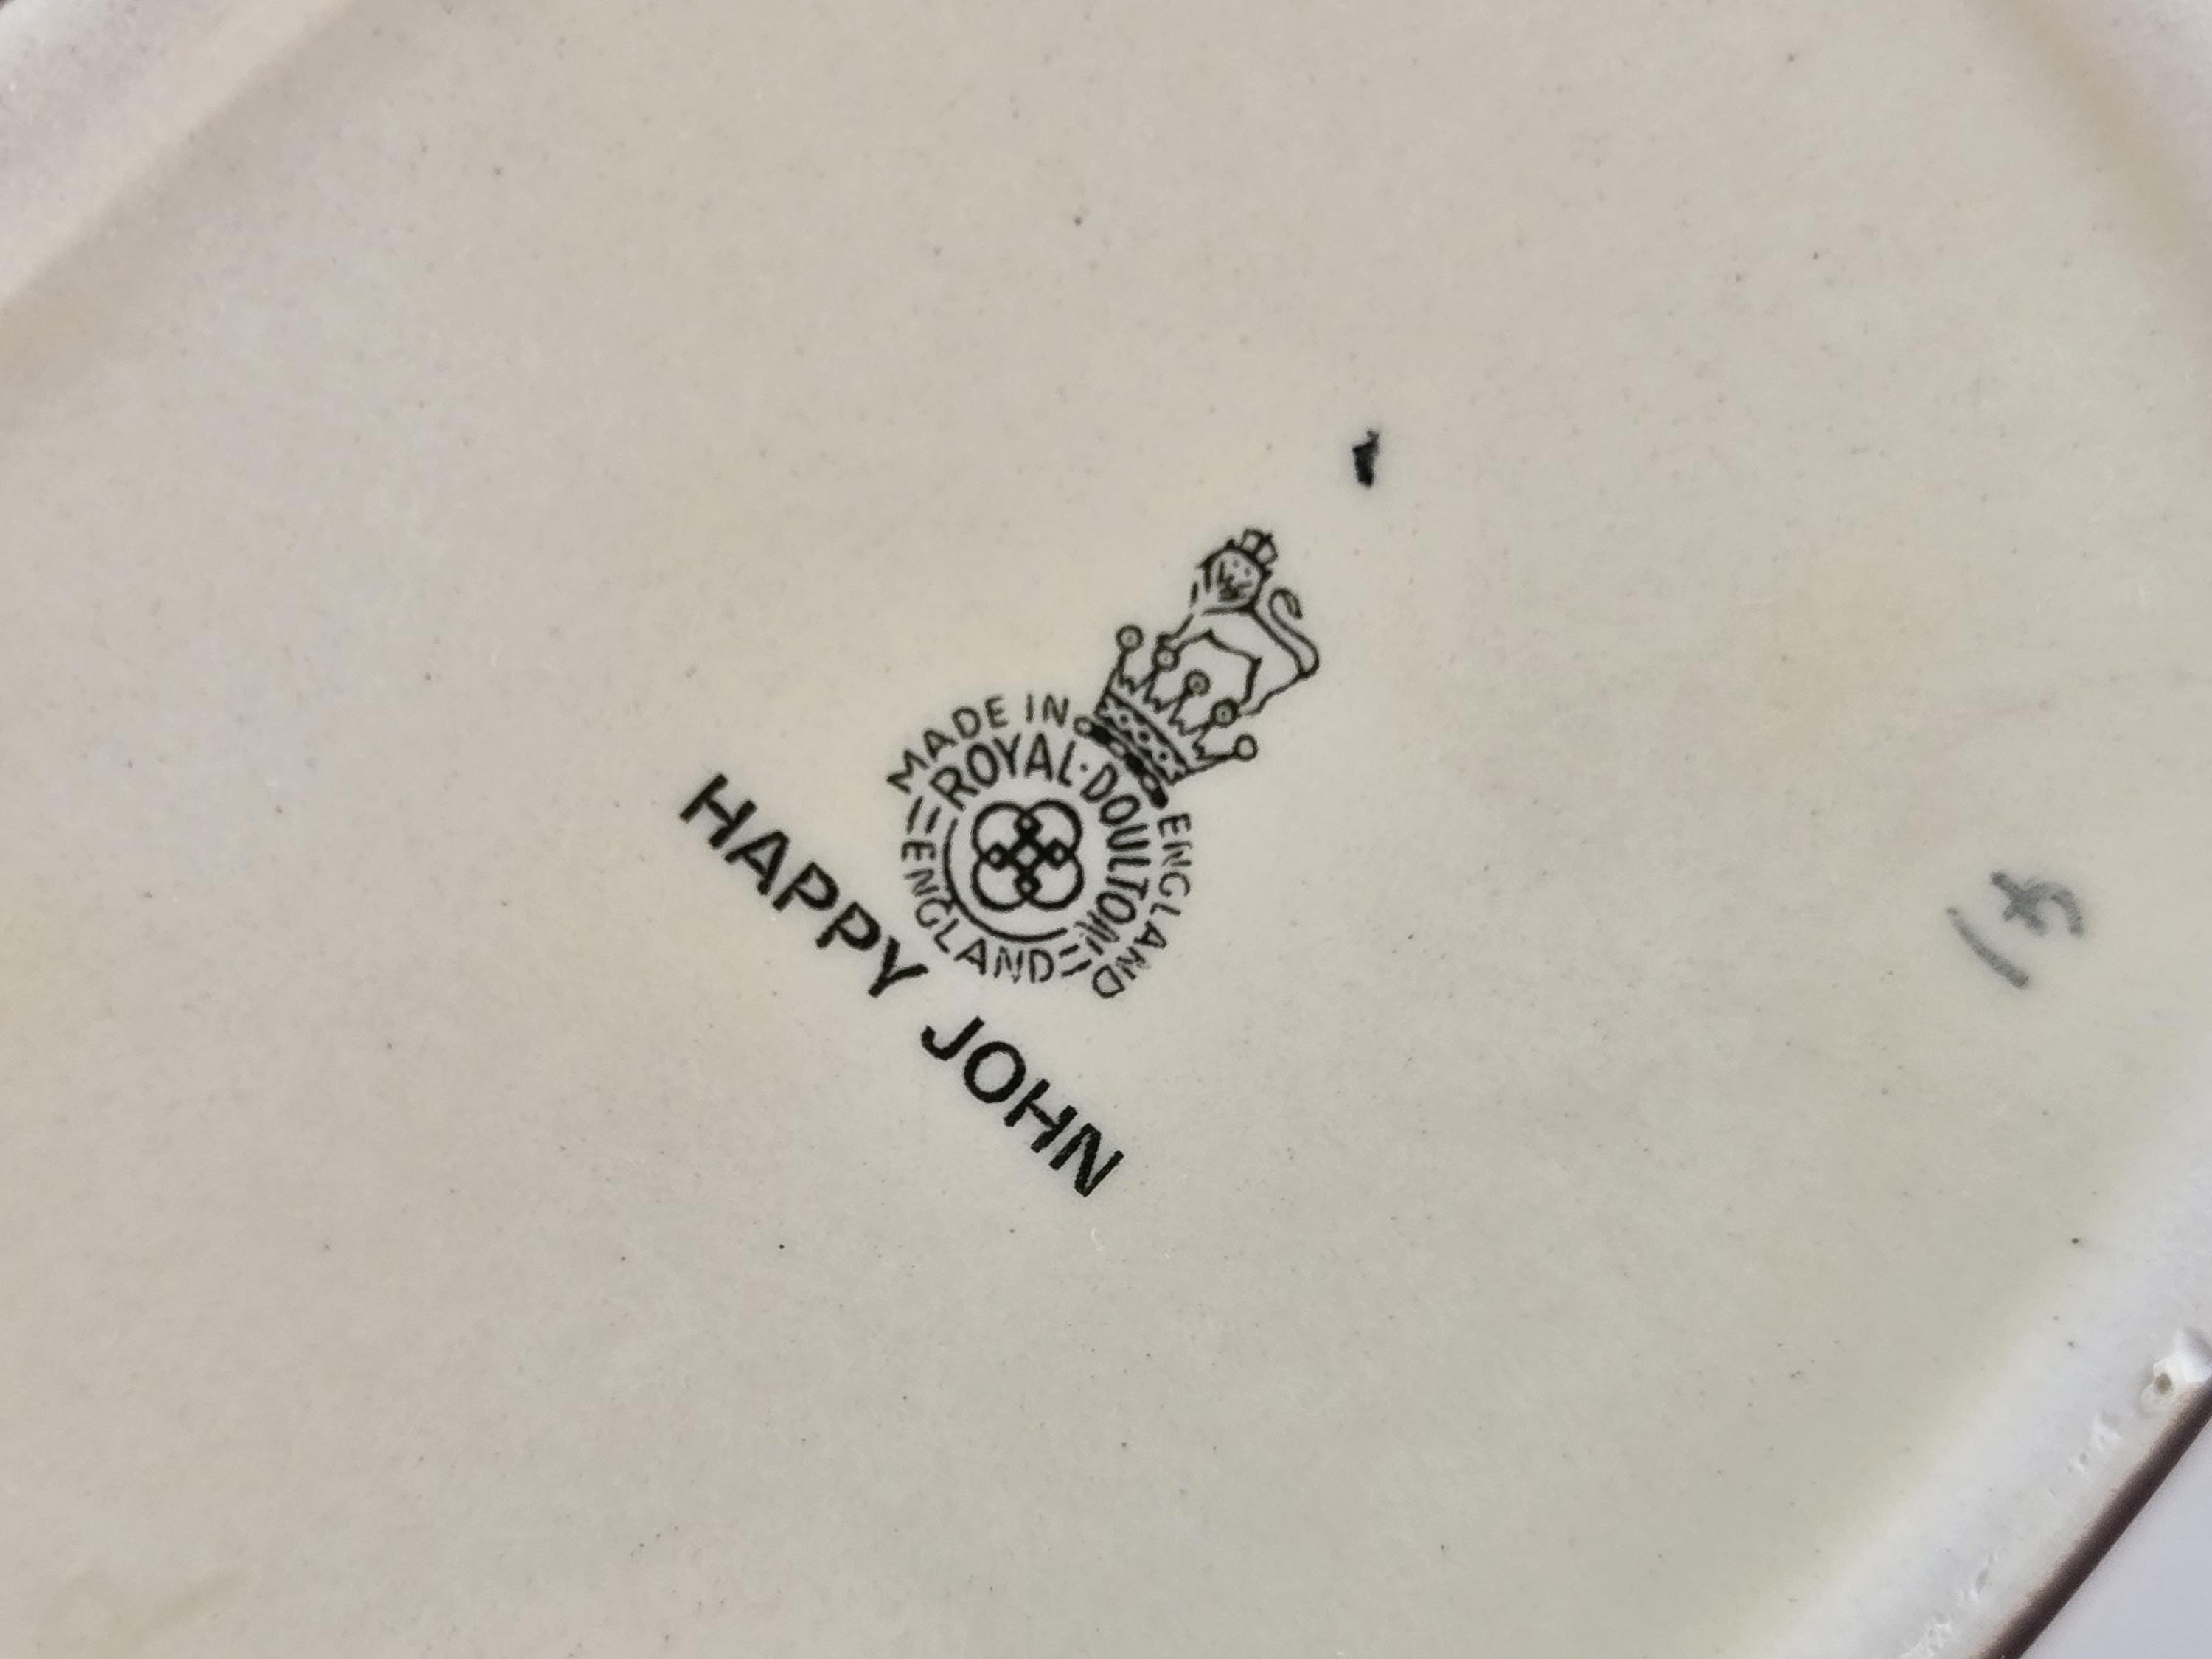 MADE IN ENGLAND
ROYAL·DOULTON
ENGLAND
HAPPY JOHN